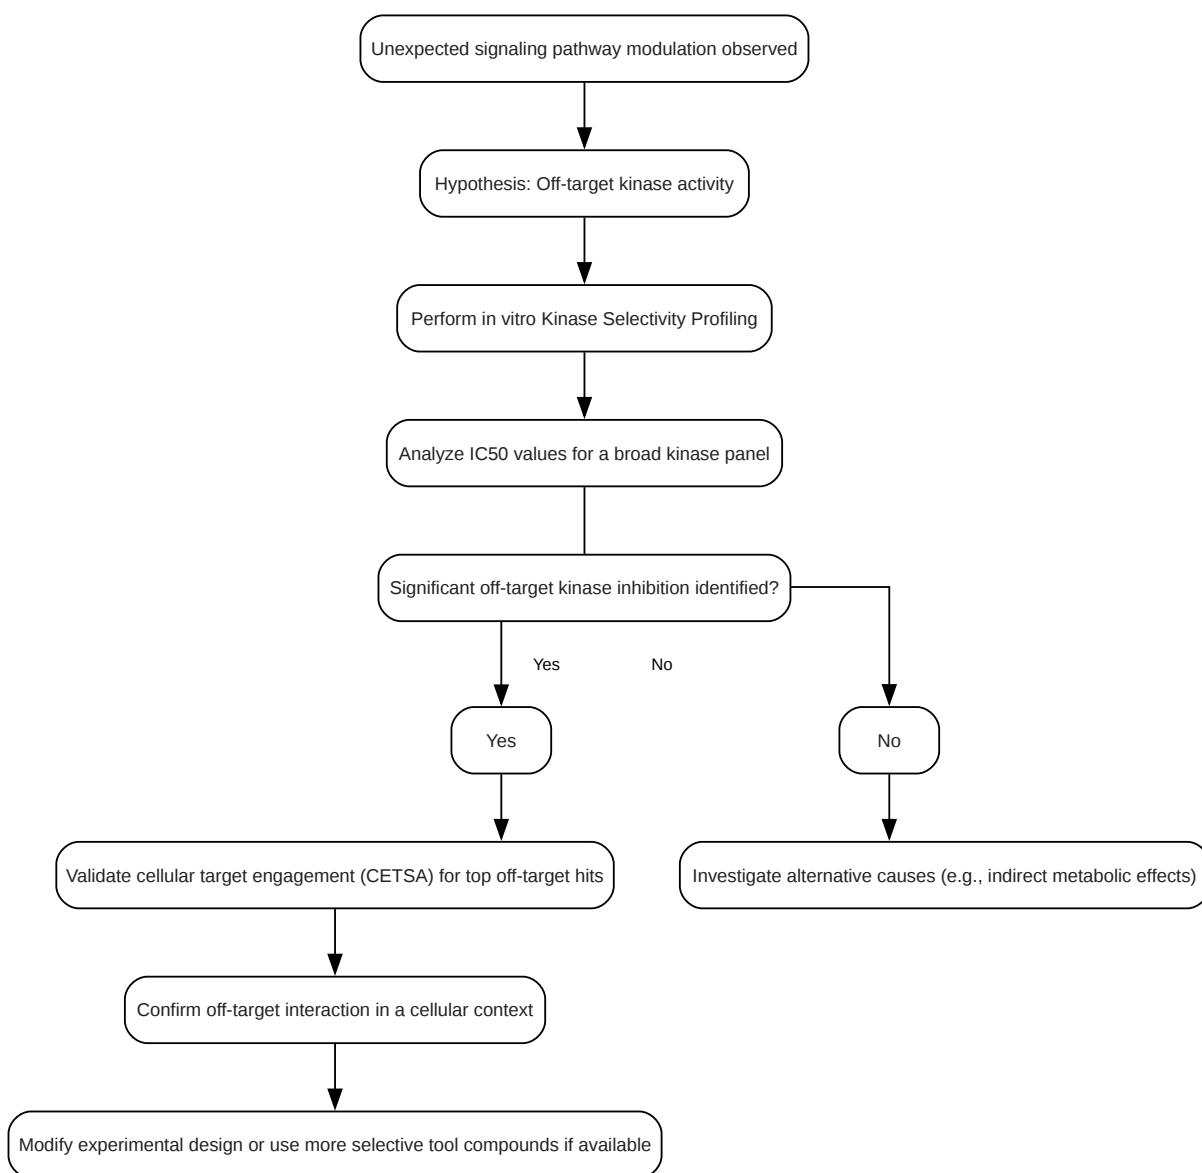 Unexpected signaling pathway modulation observed
Hypothesis: Off-target kinase activity
Perform in vitro Kinase Selectivity Profiling
Analyze IC50 values for a broad kinase panel
Significant off-target kinase inhibition identified?
Yes
No
Yes
No
Validate cellular target engagement (CETSA) for top off-target hits
Investigate alternative causes (e.g., indirect metabolic effects)
Confirm off-target interaction in a cellular context
Modify experimental design or use more selective tool compounds if available